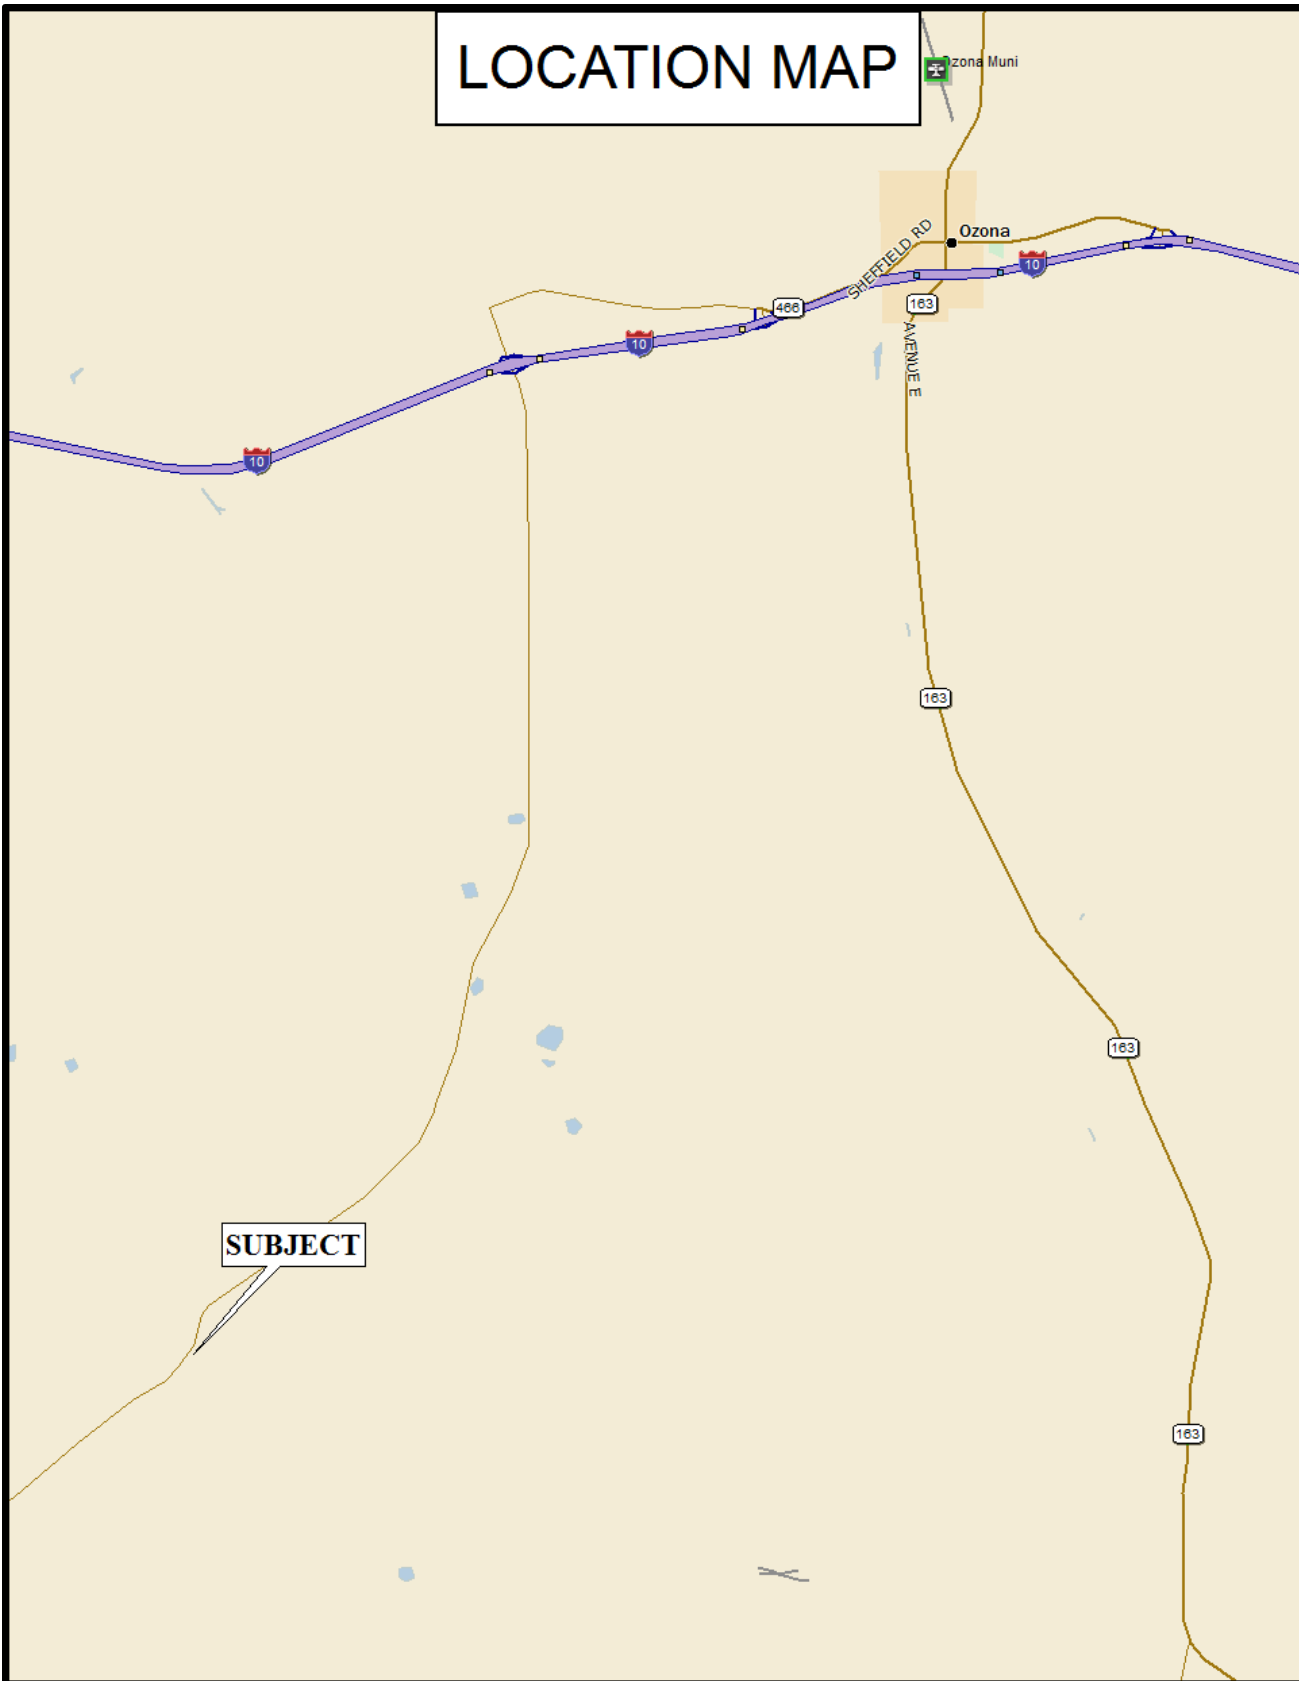 LOCATION MAP
Ozona Muni
Ozona
SHEFFIELD RD
10
466
163
10
AVENUE E
10
163
163
SUBJECT
163